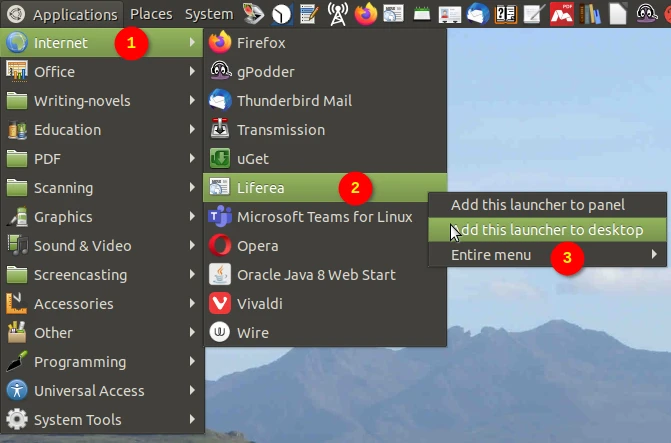 Applications Places System PDF
Internet 1
Office
Writing-novels
Education
PDF
Scanning
Graphics
Sound & Video
Screencasting
Accessories
Other
Programming
Universal Access
System Tools
Firefox
gPodder
Thunderbird Mail
Transmission
uGet
Liferea 2
Microsoft Teams for Linux
Opera
Oracle Java 8 Web Start
Vivaldi
Wire
Add this launcher to panel
Add this launcher to desktop
Entire menu 3